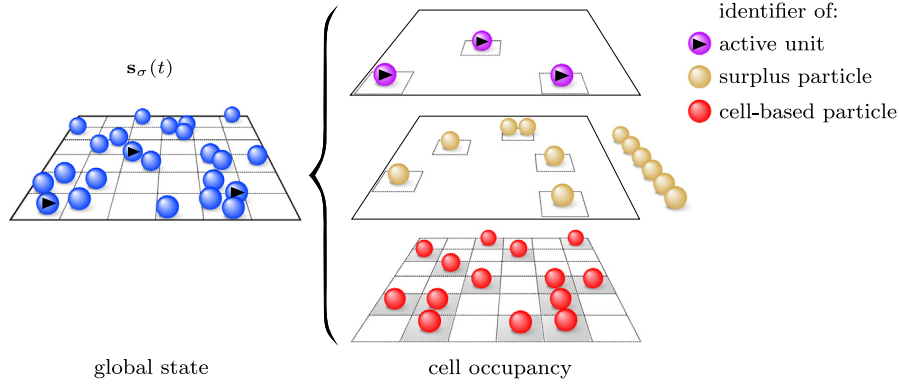 identifier of:
active unit
surplus particle
cell-based particle
𝐬_σ(t)
global state
cell occupancy